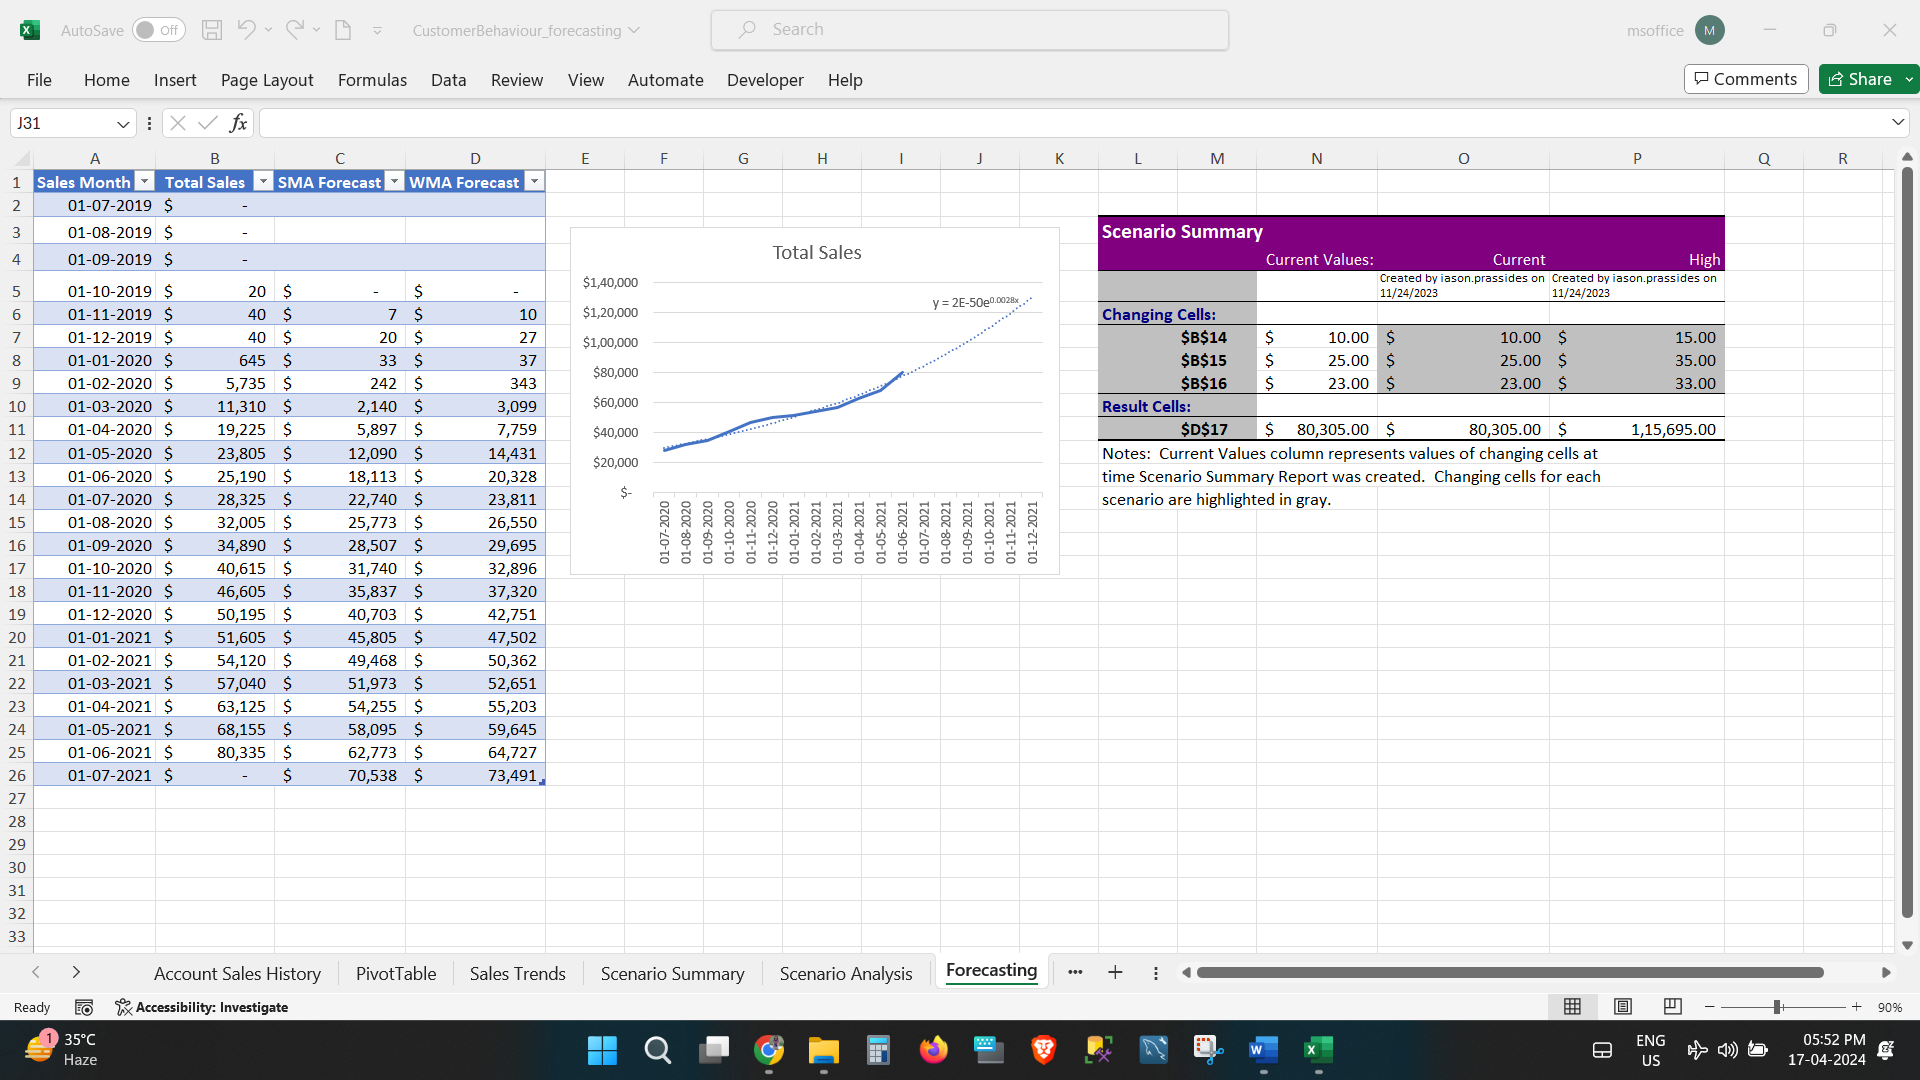 AutoSave Off CustomerBehaviour_forecasting Search msoffice M
File Home Insert Page Layout Formulas Data Review View Automate Developer Help Comments Share
J31 fx
A B C D E F G H I J K L M N O P Q R
1 Sales Month Total Sales SMA Forecast WMA Forecast
2 01-07-2019 $ -
3 01-08-2019 $ -
4 01-09-2019 $ -
5 01-10-2019 $ 20 $ - $ -
6 01-11-2019 $ 40 $ 7 $ 10
7 01-12-2019 $ 40 $ 20 $ 27
8 01-01-2020 $ 645 $ 33 $ 37
9 01-02-2020 $ 5,735 $ 242 $ 343
10 01-03-2020 $ 11,310 $ 2,140 $ 3,099
11 01-04-2020 $ 19,225 $ 5,897 $ 7,759
12 01-05-2020 $ 23,805 $ 12,090 $ 14,431
13 01-06-2020 $ 25,190 $ 18,113 $ 20,328
14 01-07-2020 $ 28,325 $ 22,740 $ 23,811
15 01-08-2020 $ 32,005 $ 25,773 $ 26,550
16 01-09-2020 $ 34,890 $ 28,507 $ 29,695
17 01-10-2020 $ 40,615 $ 31,740 $ 32,896
18 01-11-2020 $ 46,605 $ 35,837 $ 37,320
19 01-12-2020 $ 50,195 $ 40,703 $ 42,751
20 01-01-2021 $ 51,605 $ 45,805 $ 47,502
21 01-02-2021 $ 54,120 $ 49,468 $ 50,362
22 01-03-2021 $ 57,040 $ 51,973 $ 52,651
23 01-04-2021 $ 63,125 $ 54,255 $ 55,203
24 01-05-2021 $ 68,155 $ 58,095 $ 59,645
25 01-06-2021 $ 80,335 $ 62,773 $ 64,727
26 01-07-2021 $ - $ 70,538 $ 73,491
27
28
29
30
31
32
33
Total Sales
$1,40,000
$1,20,000
$1,00,000
$80,000
$60,000
$40,000
$20,000
$-
y = 2E-50e0.0028x
01-07-2020
01-08-2020
01-09-2020
01-10-2020
01-11-2020
01-12-2020
01-01-2021
01-02-2021
01-03-2021
01-04-2021
01-05-2021
01-06-2021
01-07-2021
01-08-2021
01-09-2021
01-10-2021
01-11-2021
01-12-2021
Scenario Summary
Current Values: Current High
Created by iason.prassides on Created by iason.prassides on
11/24/2023 11/24/2023
Changing Cells:
$B$14 $ 10.00 $ 10.00 $ 15.00
$B$15 $ 25.00 $ 25.00 $ 35.00
$B$16 $ 23.00 $ 23.00 $ 33.00
Result Cells:
$D$17 $ 80,305.00 $ 80,305.00 $ 1,15,695.00
Notes: Current Values column represents values of changing cells at
time Scenario Summary Report was created. Changing cells for each
scenario are highlighted in gray.
Account Sales History PivotTable Sales Trends Scenario Summary Scenario Analysis Forecasting
Ready Accessibility: Investigate 90%
1 35°C
Haze
ENG
US
05:52 PM
17-04-2024